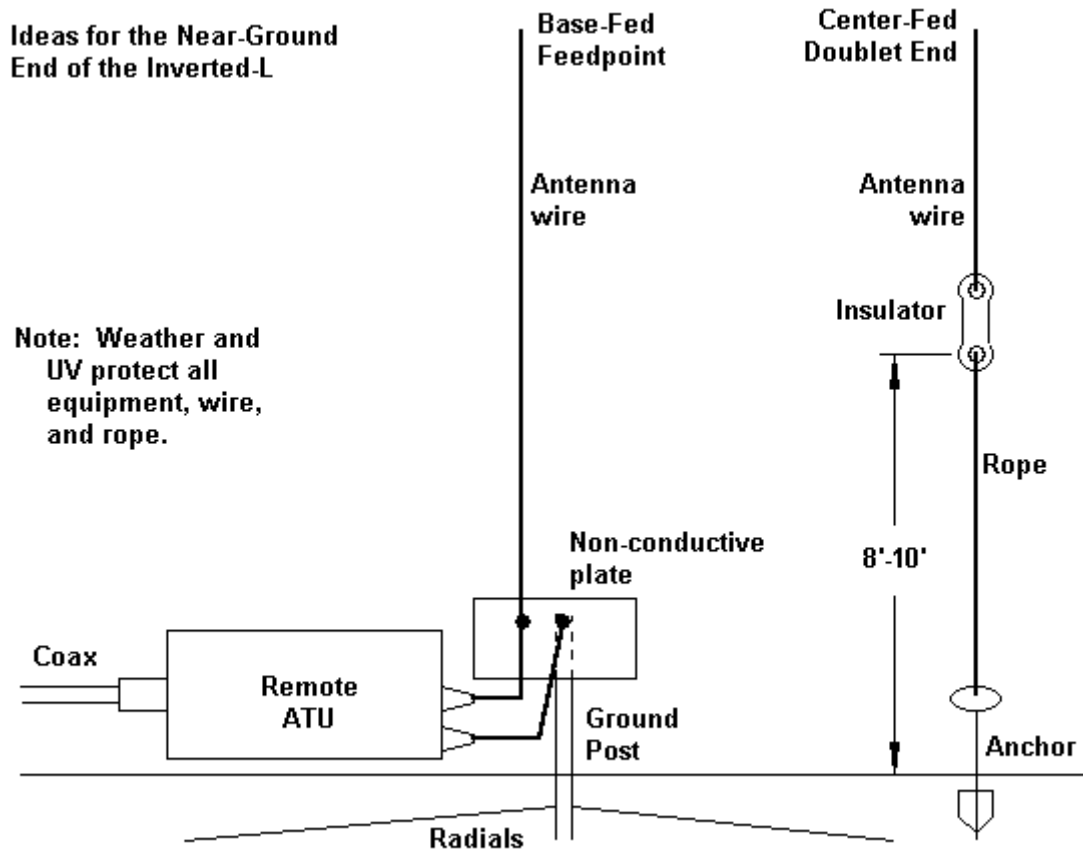 Ideas for the Near-Ground
End of the Inverted-L
Base-Fed
Feedpoint
Center-Fed
Doublet End
Antenna
wire
Antenna
wire
Insulator
Note:  Weather and
UV protect all
equipment, wire,
and rope.
Rope
Non-conductive
plate
8'-10'
Coax
Remote
ATU
Ground
Post
Anchor
Radials